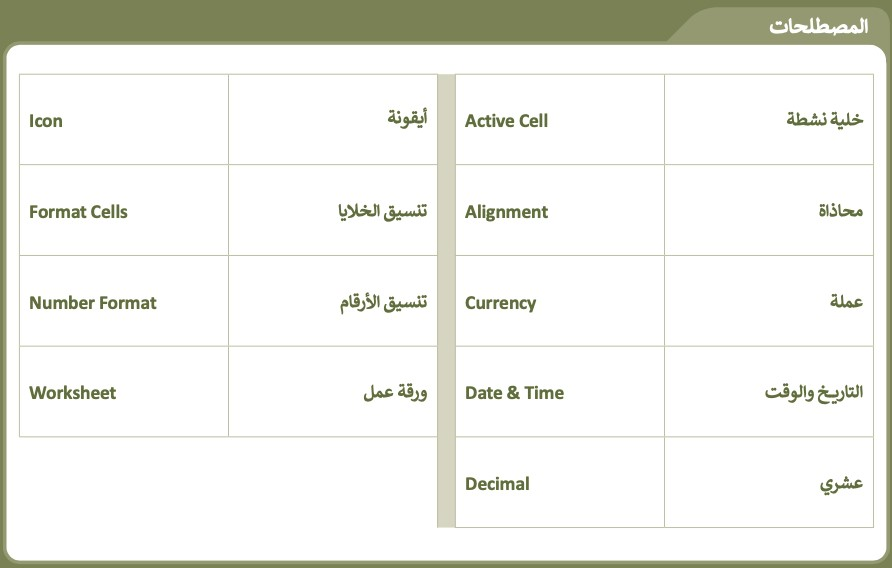 المصطلحات
خلية نشطة Active Cell
محاذاة Alignment
عملة Currency
التاريخ والوقت Date & Time
عشري Decimal
أيقونة Icon
تنسيق الخلايا Format Cells
تنسيق الأرقام Number Format
ورقة عمل Worksheet